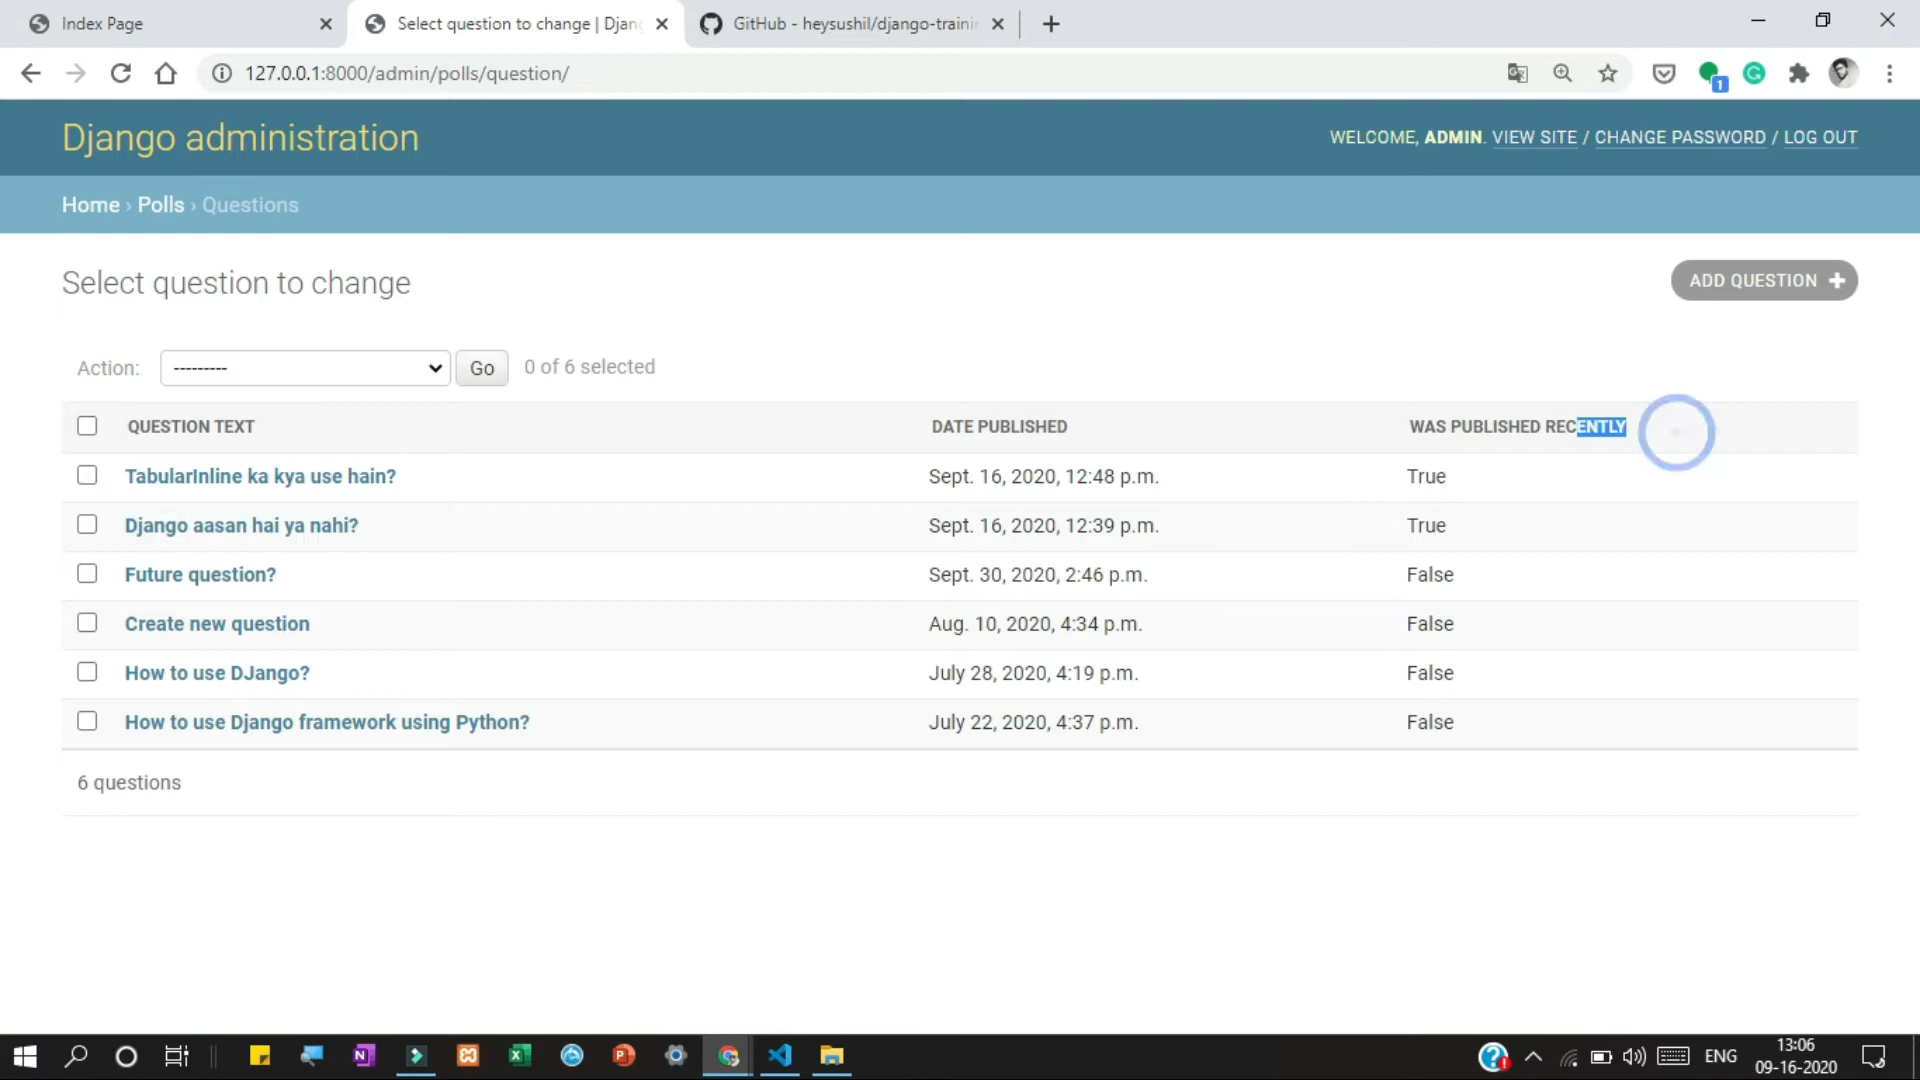 Index Page
Select question to change | Djan
GitHub - heysushil/django-traini
127.0.0.1:8000/admin/polls/question/
1
Django administration
WELCOME, ADMIN. VIEW SITE / CHANGE PASSWORD / LOG OUT
Home › Polls › Questions
Select question to change
ADD QUESTION +
Action: --------- Go 0 of 6 selected
QUESTION TEXT DATE PUBLISHED WAS PUBLISHED RECENTLY
TabularInline ka kya use hain? Sept. 16, 2020, 12:48 p.m. True
Django aasan hai ya nahi? Sept. 16, 2020, 12:39 p.m. True
Future question? Sept. 30, 2020, 2:46 p.m. False
Create new question Aug. 10, 2020, 4:34 p.m. False
How to use DJango? July 28, 2020, 4:19 p.m. False
How to use Django framework using Python? July 22, 2020, 4:37 p.m. False
6 questions
ENG
13:06
09-16-2020